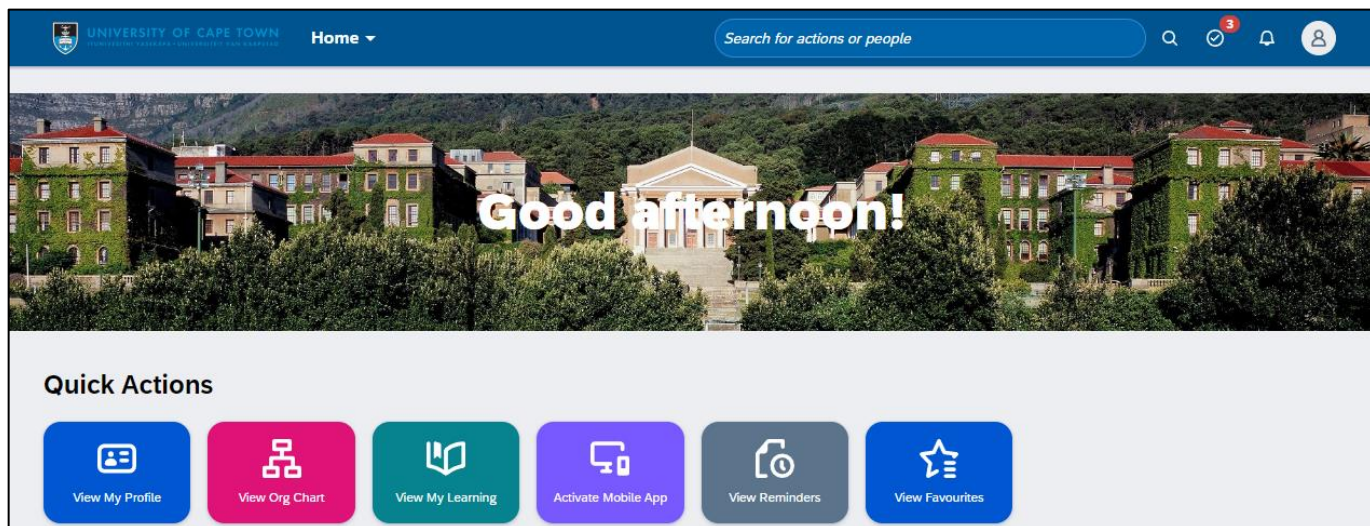 UNIVERSITY OF CAPE TOWN
Home
Search for actions or people
3
Good afternoon!
Quick Actions
View My Profile
View Org Chart
View My Learning
Activate Mobile App
View Reminders
View Favourites